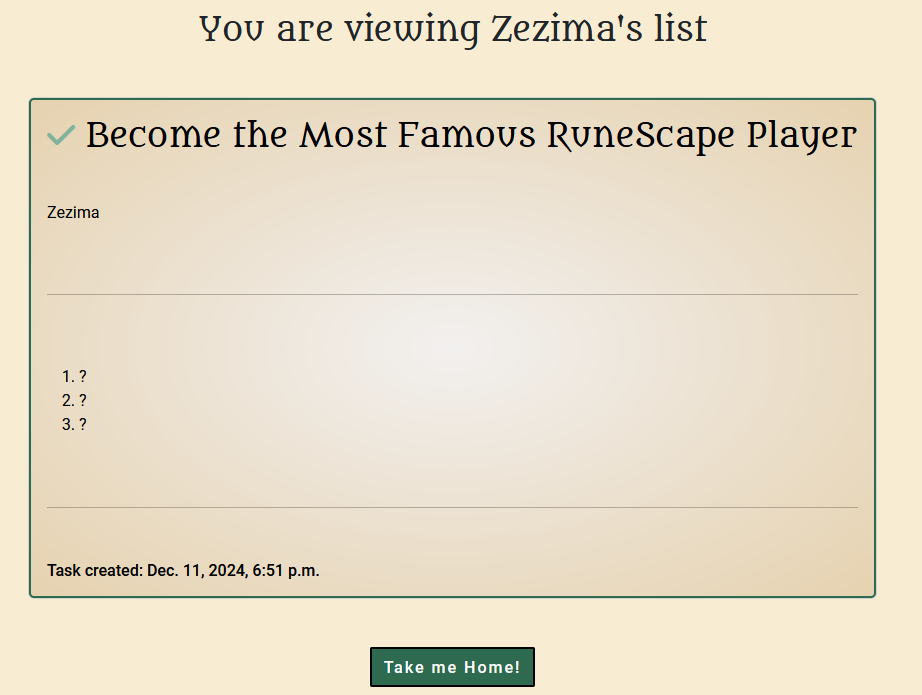 You are viewing Zezima's list
Become the Most Famous RuneScape Player
Zezima
1. ?
2. ?
3. ?
Task created: Dec. 11, 2024, 6:51 p.m.
Take me Home!